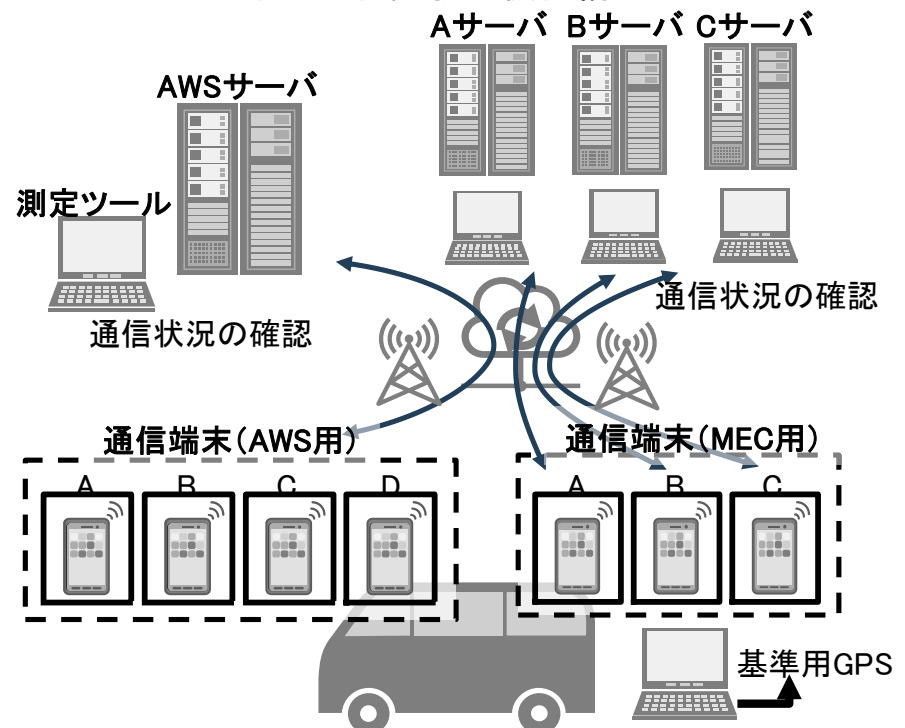 Aサーバ Bサーバ Cサーバ
AWSサーバ
測定ツール
通信状況の確認
通信状況の確認
通信端末(AWS用)
通信端末(MEC用)
A B C D
A B C
基準用GPS